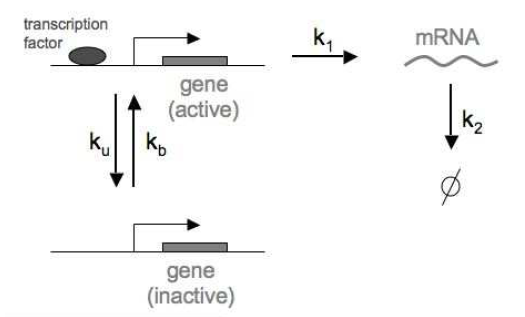 transcription
factor
k1
mRNA
gene
(active)
k2
ku
kb
gene
(inactive)